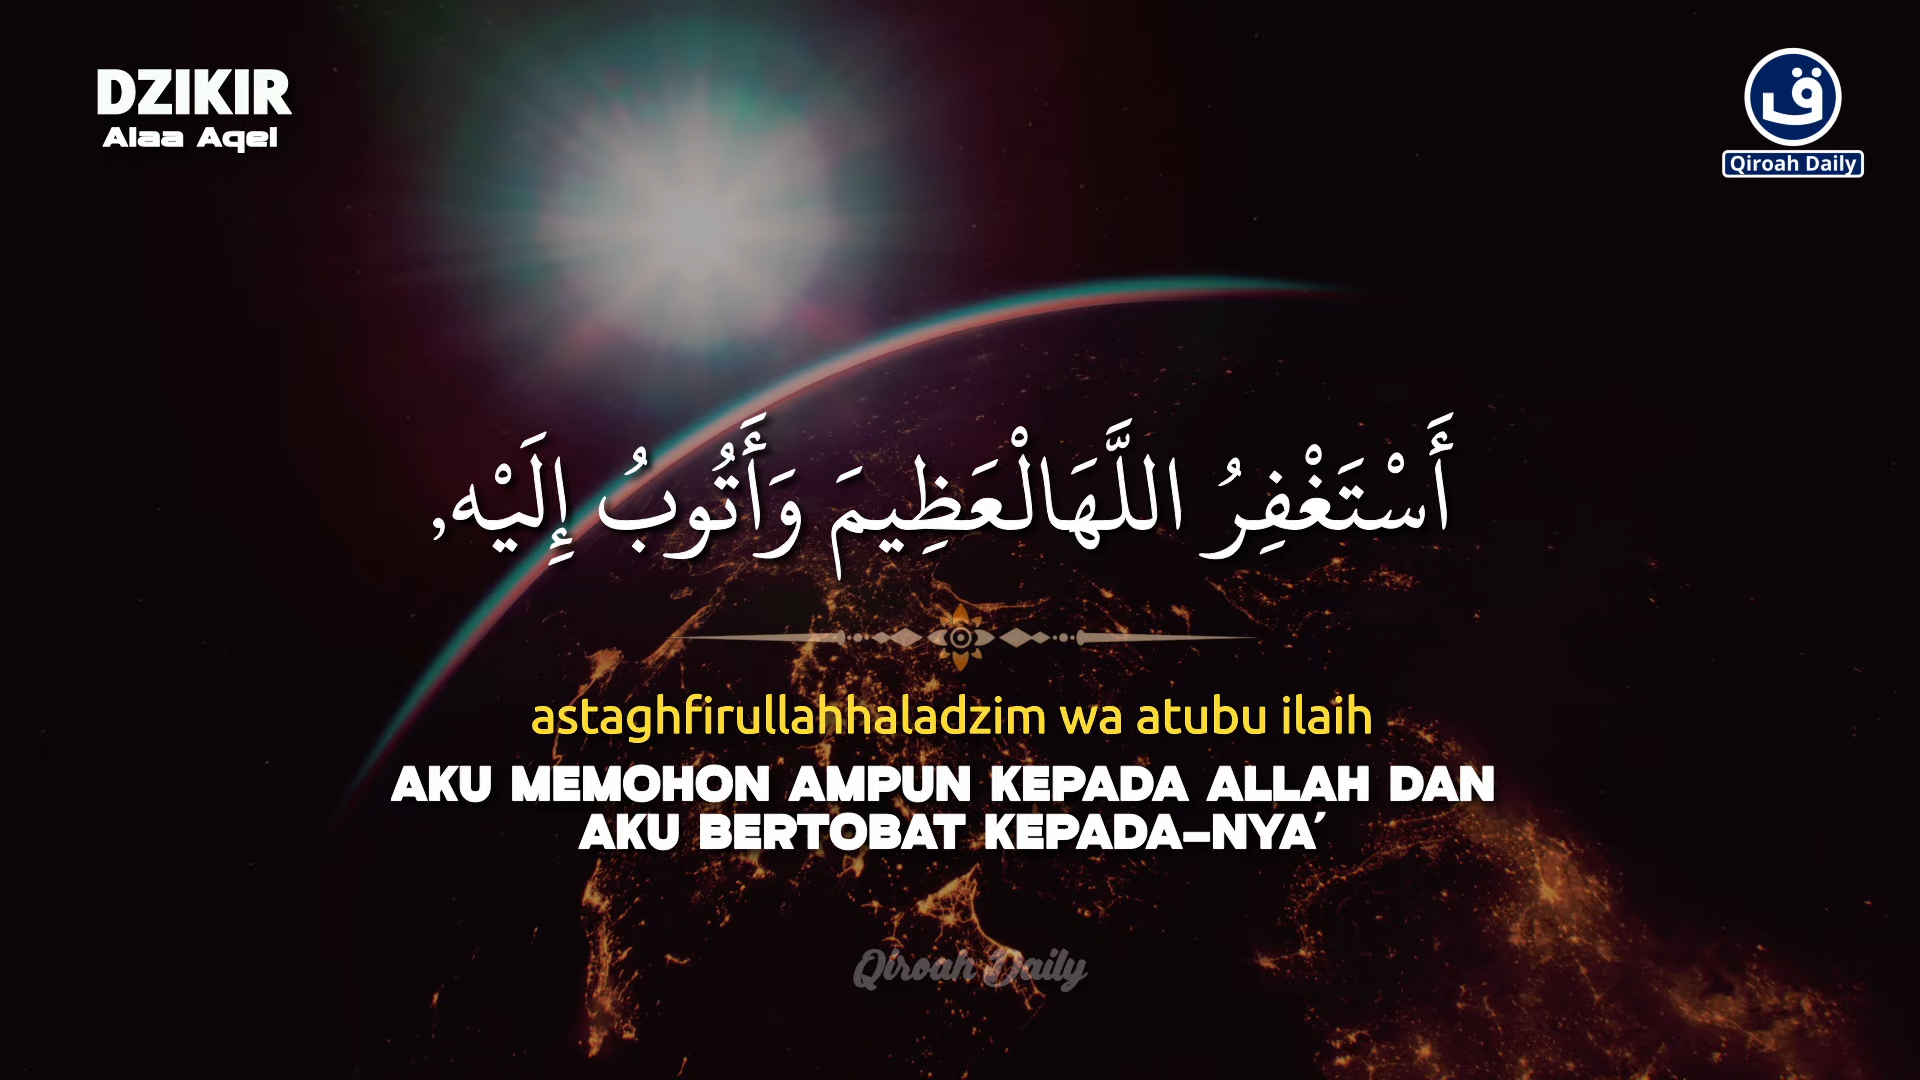 DZIKIR
Alaa Aqel
ق
Qiroah Daily
أَسْتَغْفِرُ اللَّهَالْعَظِيمَ وَأَتُوبُ إِلَيْه,
astaghfirullahhaladzim wa atubu ilaih
AKU MEMOHON AMPUN KEPADA ALLAH DAN
AKU BERTOBAT KEPADA-NYA'
Qiroah Daily